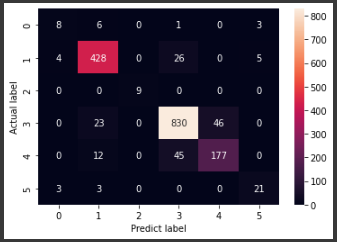 0 8 6 0 1 0 3
1 4 428 0 26 0 5
2 0 0 9 0 0 0
3 0 23 0 830 46 0
4 0 12 0 45 177 0
5 3 3 0 0 0 21
0 1 2 3 4 5
Predict label
Actual label
800
700
600
500
400
300
200
100
0